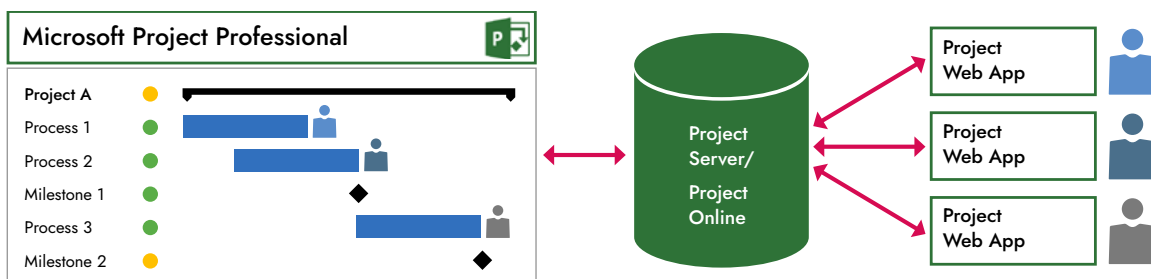 Microsoft Project Professional
P
Project A
Process 1
Process 2
Milestone 1
Process 3
Milestone 2
Project
Server/
Project
Online
Project
Web App
Project
Web App
Project
Web App